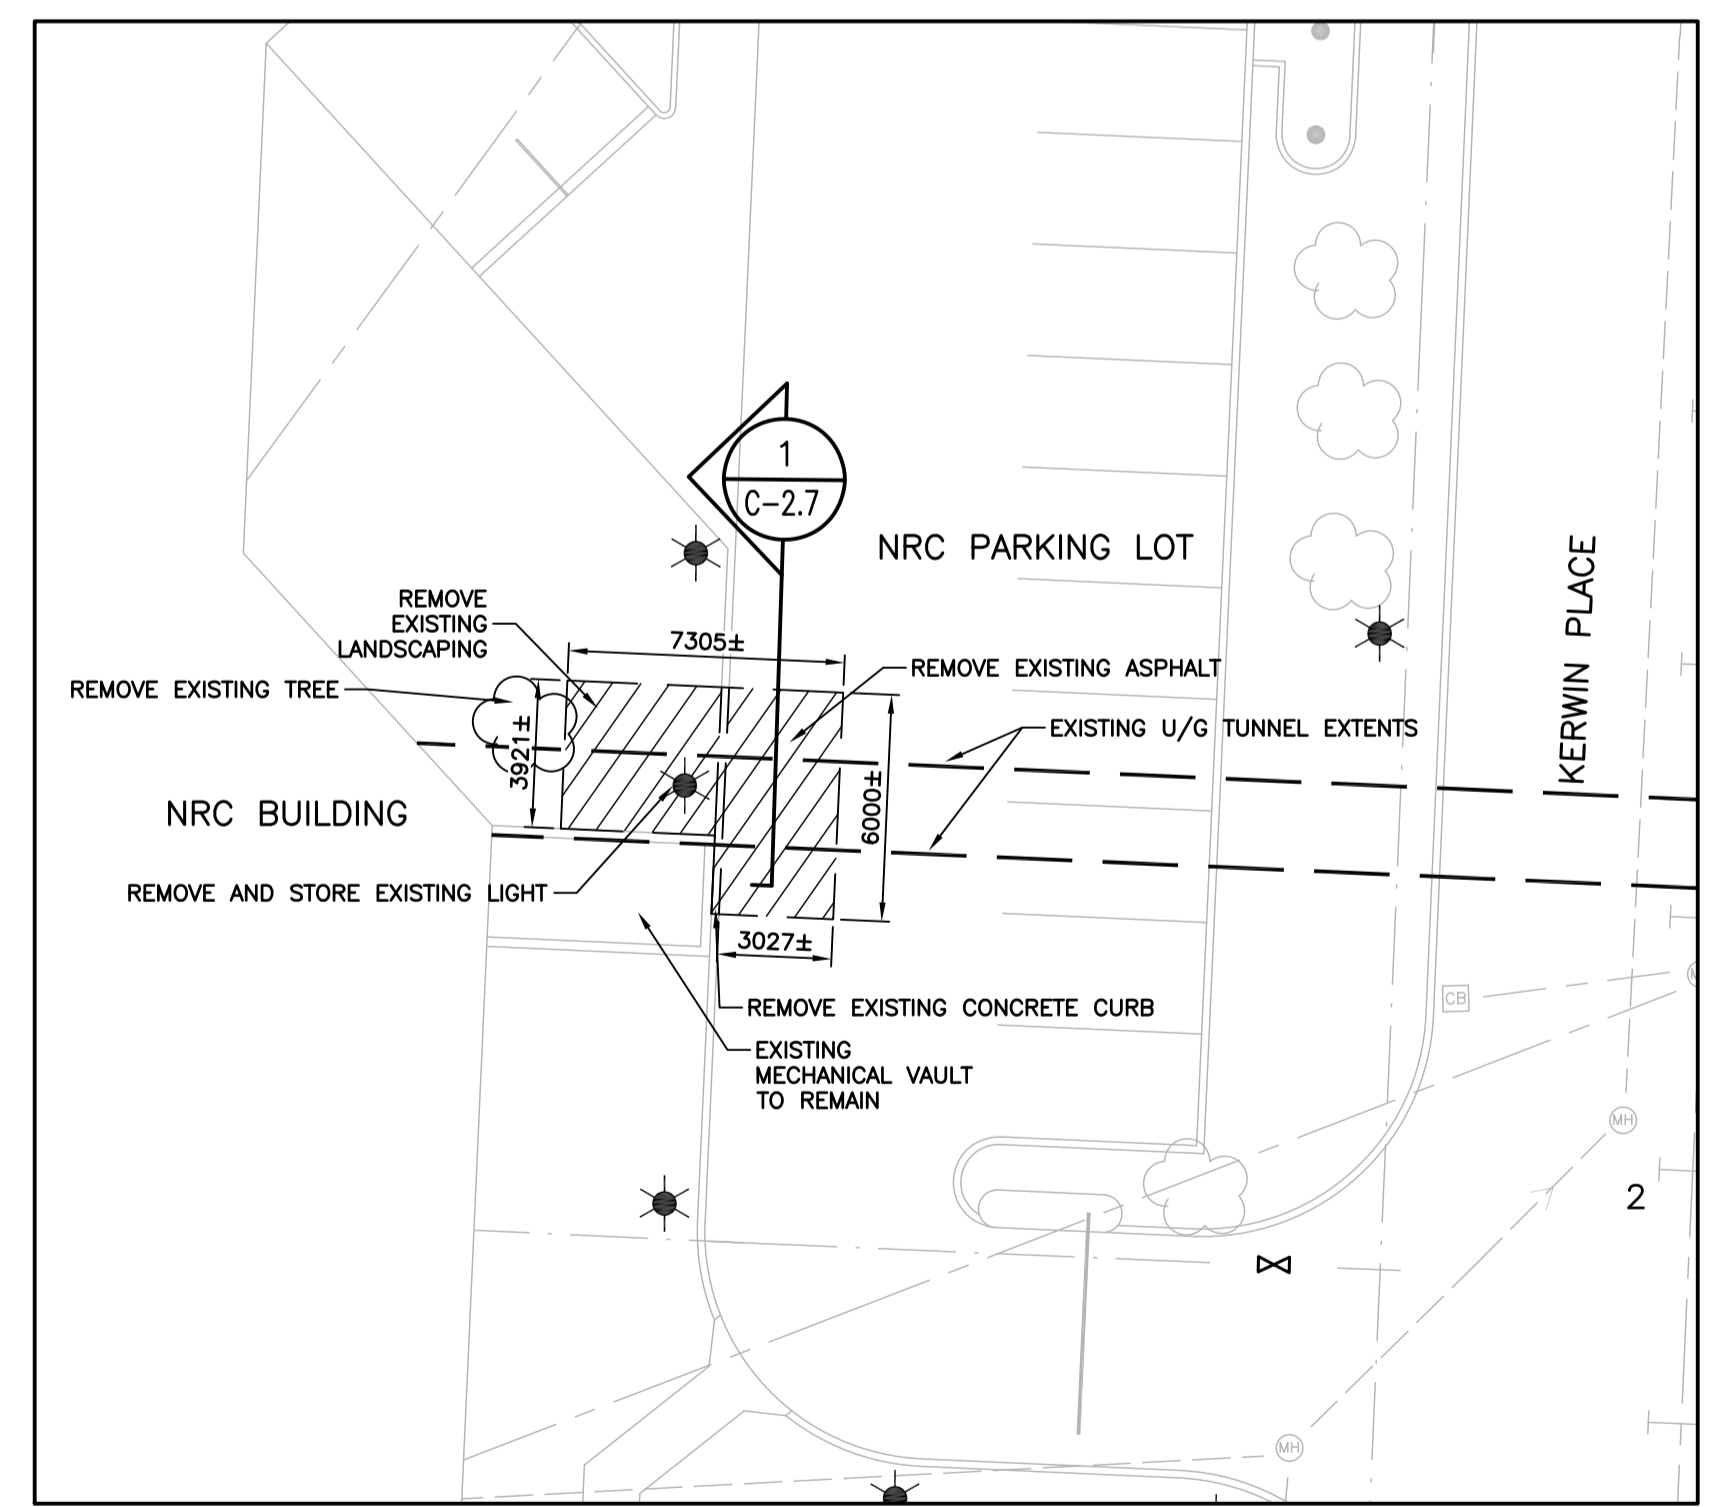 1
C-2.7
NRC PARKING LOT
KERWIN PLACE
REMOVE
EXISTING
LANDSCAPING
7305±
REMOVE EXISTING ASPHALT
REMOVE EXISTING TREE
3921±
EXISTING U/G TUNNEL EXTENTS
6000±
NRC BUILDING
REMOVE AND STORE EXISTING LIGHT
3027±
CB
REMOVE EXISTING CONCRETE CURB
EXISTING
MECHANICAL VAULT
TO REMAIN
MH
2
MH